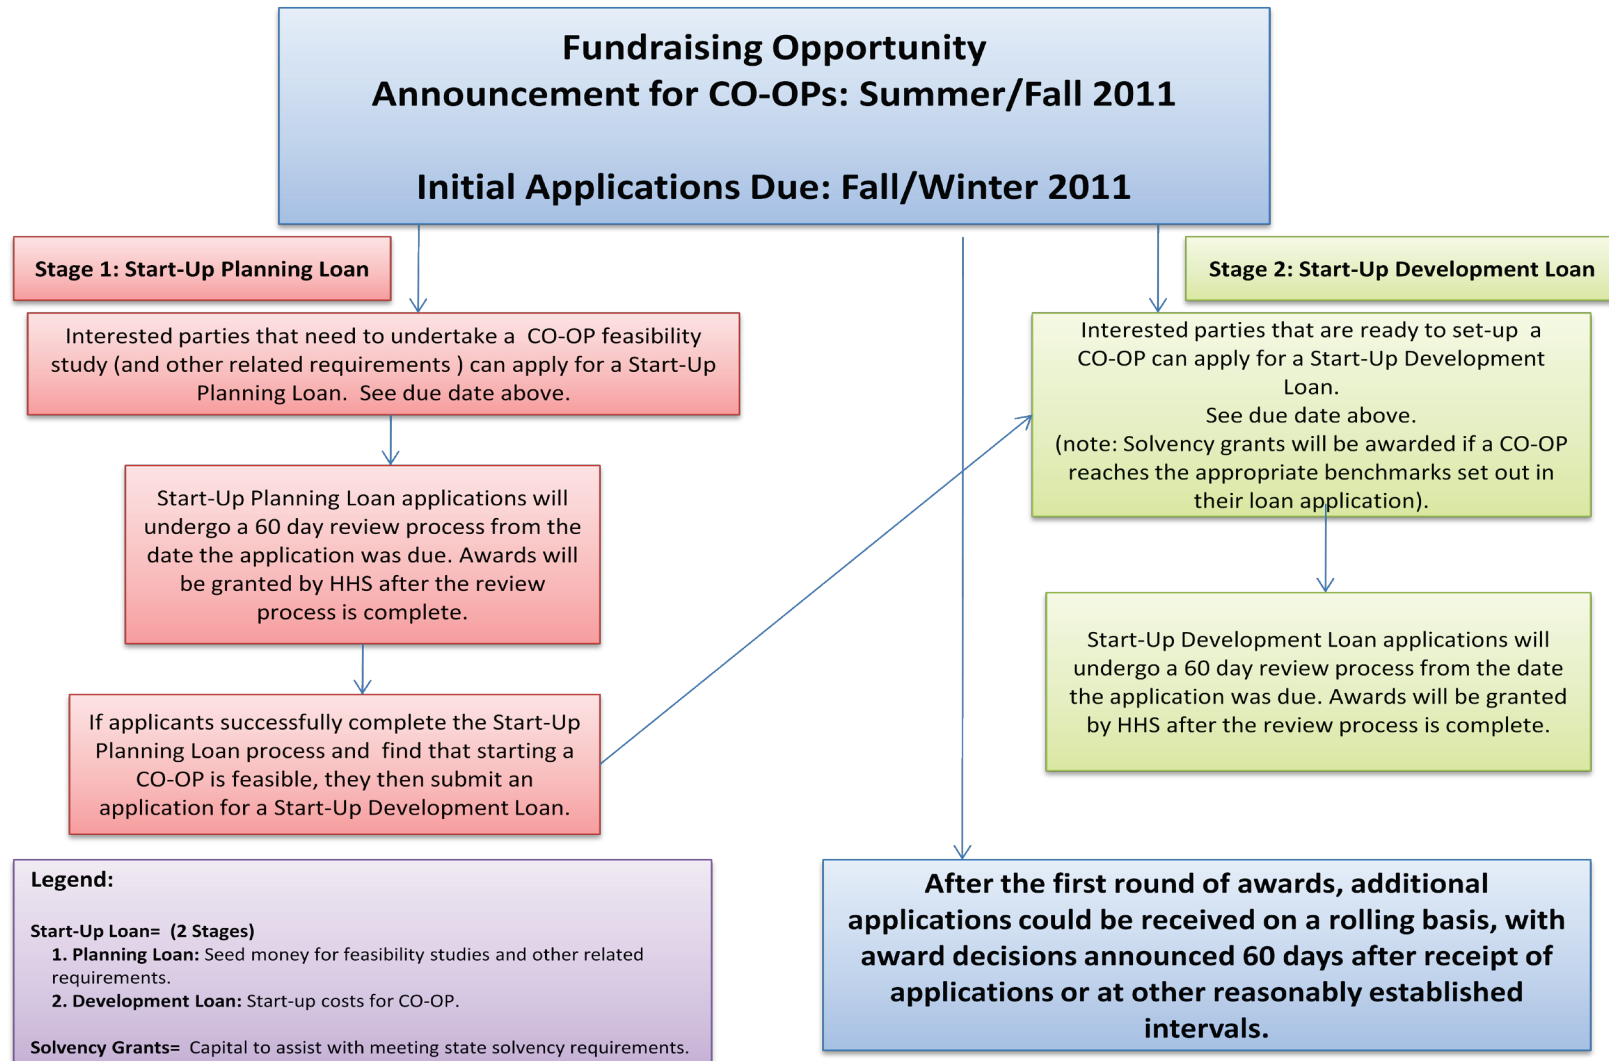 Fundraising Opportunity
Announcement for CO-OPs: Summer/Fall 2011
Initial Applications Due: Fall/Winter 2011
Stage 1: Start-Up Planning Loan
Interested parties that need to undertake a CO-OP feasibility
study (and other related requirements ) can apply for a Start-Up
Planning Loan. See due date above.
Start-Up Planning Loan applications will
undergo a 60 day review process from the
date the application was due. Awards will
be granted by HHS after the review
process is complete.
If applicants successfully complete the Start-Up
Planning Loan process and find that starting a
CO-OP is feasible, they then submit an
application for a Start-Up Development Loan.
Stage 2: Start-Up Development Loan
Interested parties that are ready to set-up a
CO-OP can apply for a Start-Up Development
Loan.
See due date above.
(note: Solvency grants will be awarded if a CO-OP
reaches the appropriate benchmarks set out in
their loan application).
Start-Up Development Loan applications will
undergo a 60 day review process from the date
the application was due. Awards will be granted
by HHS after the review process is complete.
Legend:
Start-Up Loan= (2 Stages)
1. Planning Loan: Seed money for feasibility studies and other related
requirements.
2. Development Loan: Start-up costs for CO-OP.
Solvency Grants= Capital to assist with meeting state solvency requirements.
After the first round of awards, additional
applications could be received on a rolling basis, with
award decisions announced 60 days after receipt of
applications or at other reasonably established
intervals.